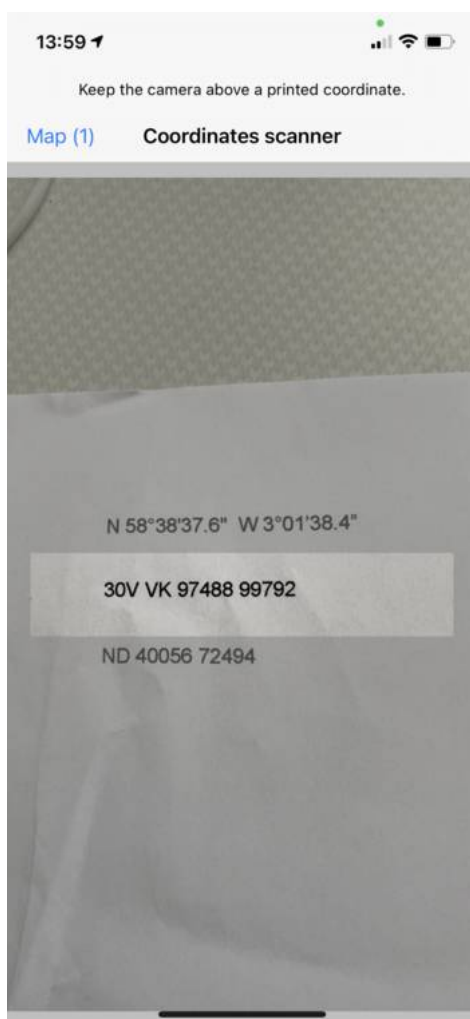 13:59
Keep the camera above a printed coordinate.
Map (1) Coordinates scanner
N 58°38'37.6" W 3°01'38.4"
30V VK 97488 99792
ND 40056 72494